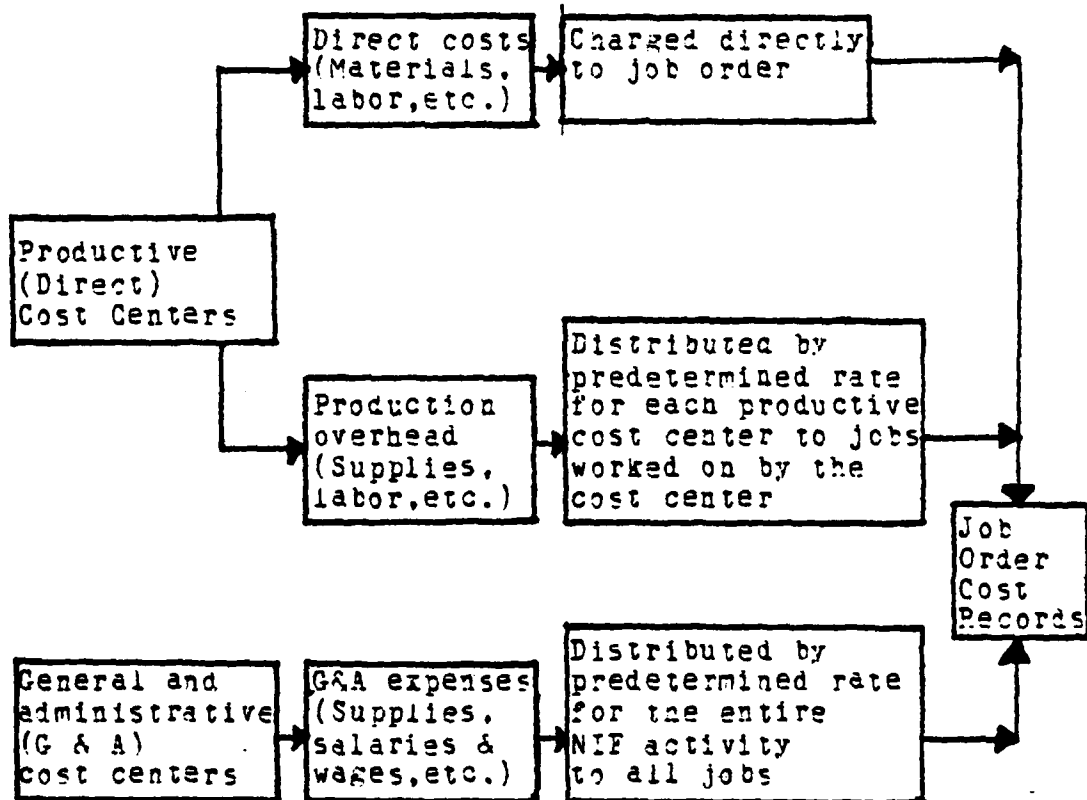 Direct costs
(Materials,
labor,etc.)
Charged directly
to job order
Productive
(Direct)
Cost Centers
Production
overhead
(Supplies,
labor,etc.)
Distributed by
predetermined rate
for each productive
cost center to jobs
worked on by the
cost center
Job
Order
Cost
Records
General and
administrative
(G & A)
cost centers
G&A expenses
(Supplies,
salaries &
wages,etc.)
Distributed by
predetermined rate
for the entire
NIF activity
to all jobs